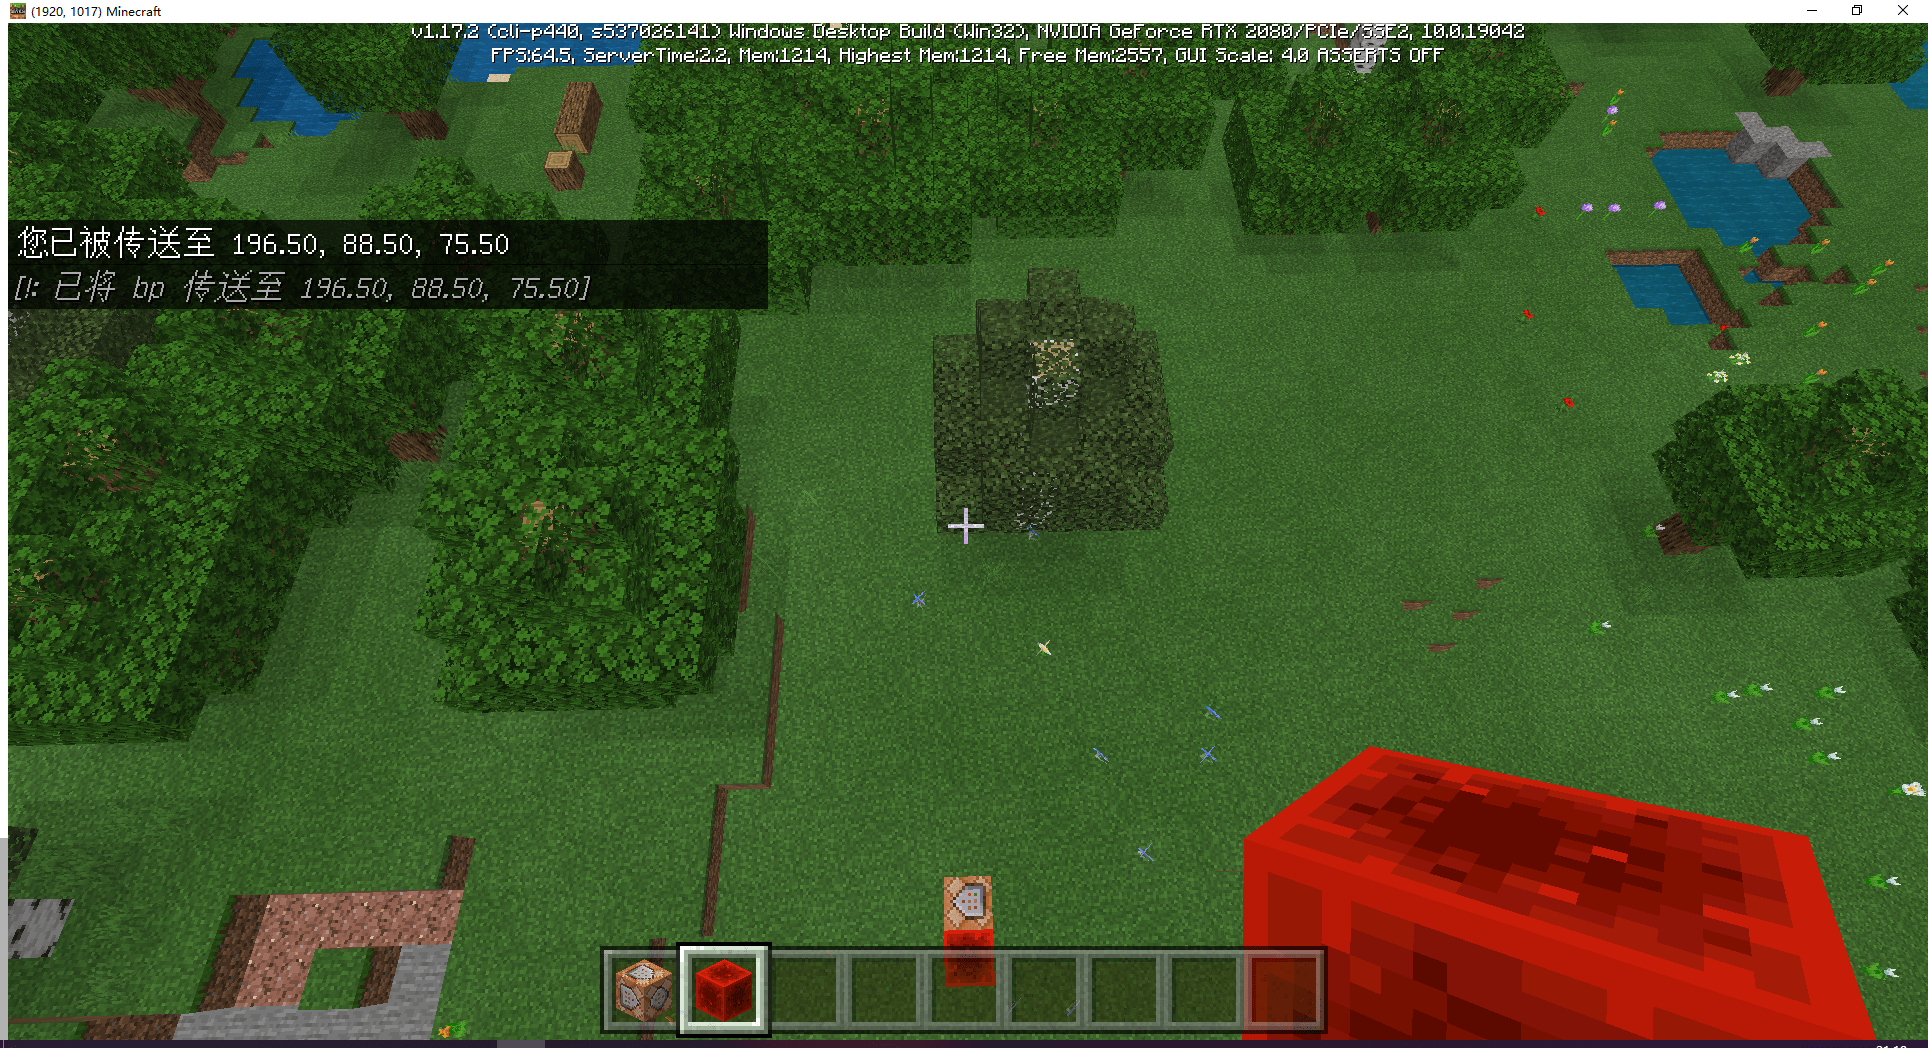 (1920, 1017) Minecraft
v1.17.2 (cli-p440, s537026141) Windows Desktop Build (Win32), NVIDIA GeForce RTX 2080/PCIe/SSE2, 10.0.19042
FPS:64.5, ServerTime:2.2, Mem:1214, Highest Mem:1214, Free Mem:2557, GUI Scale: 4.0 ASSERTS OFF
您已被传送至 196.50, 88.50, 75.50
[!: 已将 bp 传送至 196.50, 88.50, 75.50]